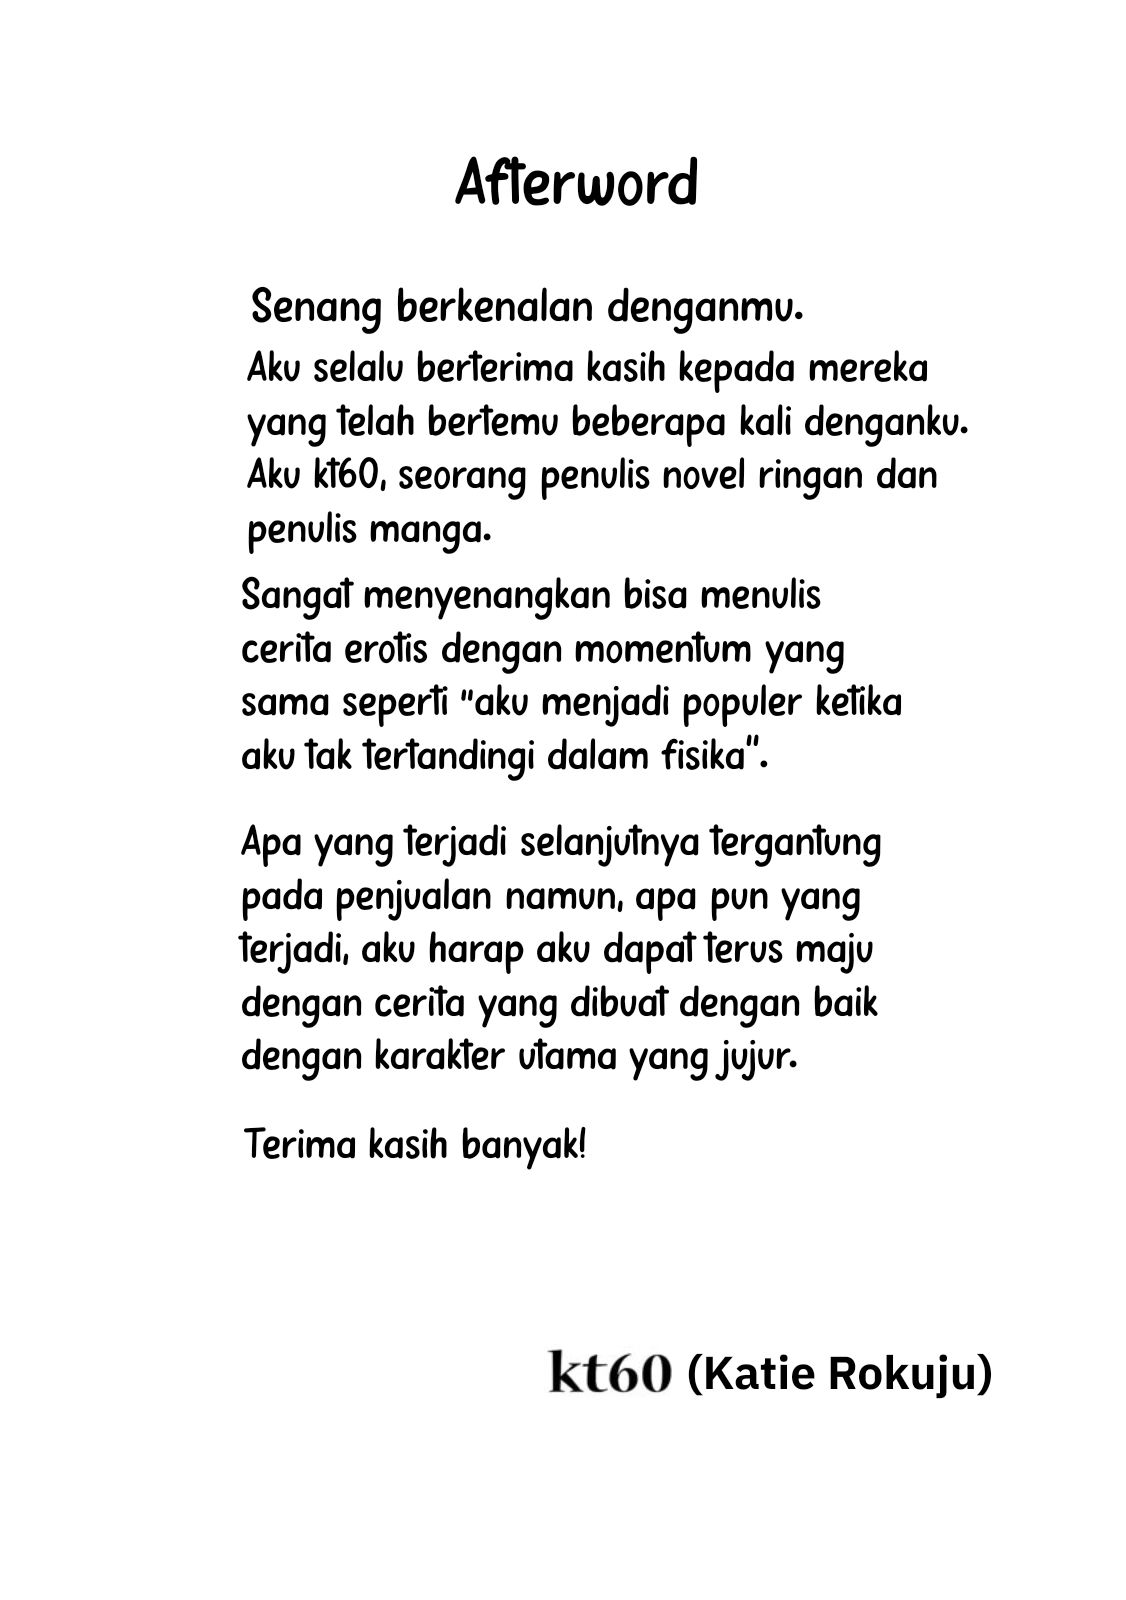 Afterword
Senang berkenalan denganmu.
Aku selalu berterima kasih kepada mereka
yang telah bertemu beberapa kali denganku.
Aku kt60, seorang penulis novel ringan dan
penulis manga.
Sangat menyenangkan bisa menulis
cerita erotis dengan momentum yang
sama seperti "aku menjadi populer ketika
aku tak tertandingi dalam fisika".
Apa yang terjadi selanjutnya tergantung
pada penjualan namun, apa pun yang
terjadi, aku harap aku dapat terus maju
dengan cerita yang dibuat dengan baik
dengan karakter utama yang jujur.
Terima kasih banyak!
kt60 (Katie Rokuju)